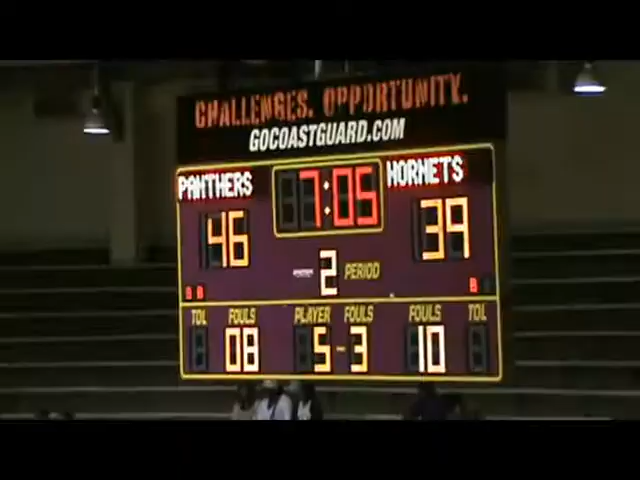 CHALLENGES. OPPORTUNITY.
GOCOASTGUARD.COM
PANTHERS 7:05 HORNETS
46 39
2 PERIOD
B B B
TOL FOULS PLAYER FOULS FOULS TOL
08 5-3 10